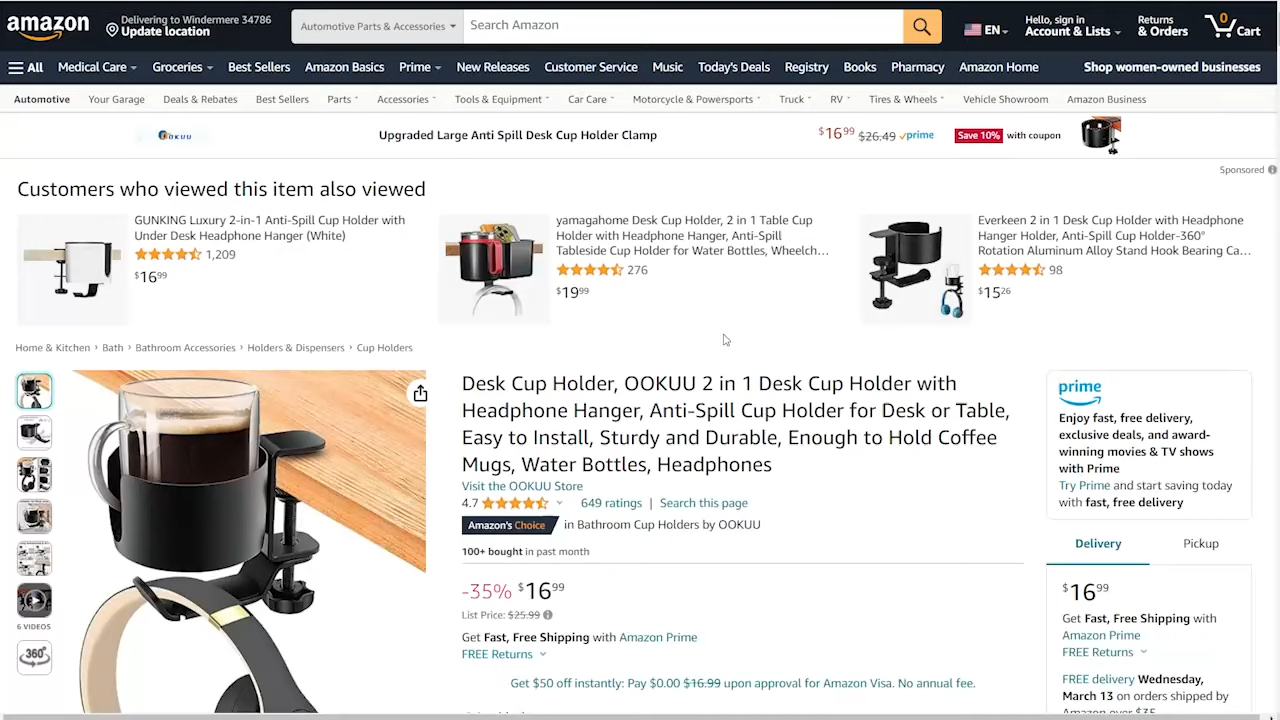 amazon
Delivering to Windermere 34786
Update location
Automotive Parts & Accessories
Search Amazon
EN
Hello, sign in
Account & Lists
Returns
& Orders
0
Cart
All
Medical Care
Groceries
Best Sellers
Amazon Basics
Prime
New Releases
Customer Service
Music
Today's Deals
Registry
Books
Pharmacy
Amazon Home
Shop women-owned businesses
Automotive
Your Garage
Deals & Rebates
Best Sellers
Parts
Accessories
Tools & Equipment
Car Care
Motorcycle & Powersports
Truck
RV
Tires & Wheels
Vehicle Showroom
Amazon Business
OOKUU
Upgraded Large Anti Spill Desk Cup Holder Clamp
$16.99 $26.49 prime
Save 10% with coupon
Sponsored
Customers who viewed this item also viewed
GUNKING Luxury 2-in-1 Anti-Spill Cup Holder with
Under Desk Headphone Hanger (White)
1,209
$16.99
yamagahome Desk Cup Holder, 2 in 1 Table Cup
Holder with Headphone Hanger, Anti-Spill
Tableside Cup Holder for Water Bottles, Wheelch...
276
$19.99
Everkeen 2 in 1 Desk Cup Holder with Headphone
Hanger Holder, Anti-Spill Cup Holder-360°
Rotation Aluminum Alloy Stand Hook Bearing Ca...
98
$15.26
Home & Kitchen › Bath › Bathroom Accessories › Holders & Dispensers › Cup Holders
6 VIDEOS
360°
Desk Cup Holder, OOKUU 2 in 1 Desk Cup Holder with
Headphone Hanger, Anti-Spill Cup Holder for Desk or Table,
Easy to Install, Sturdy and Durable, Enough to Hold Coffee
Mugs, Water Bottles, Headphones
Visit the OOKUU Store
4.7 649 ratings | Search this page
Amazon's Choice in Bathroom Cup Holders by OOKUU
100+ bought in past month
-35% $16.99
List Price: $25.99
Get Fast, Free Shipping with Amazon Prime
FREE Returns
Get $50 off instantly: Pay $0.00 $16.99 upon approval for Amazon Visa. No annual fee.
prime
Enjoy fast, free delivery,
exclusive deals, and award-
winning movies & TV shows
with Prime
Try Prime and start saving today
with fast, free delivery
Delivery
Pickup
$16.99
Get Fast, Free Shipping with
Amazon Prime
FREE Returns
FREE delivery Wednesday,
March 13 on orders shipped by
Amazon over $35